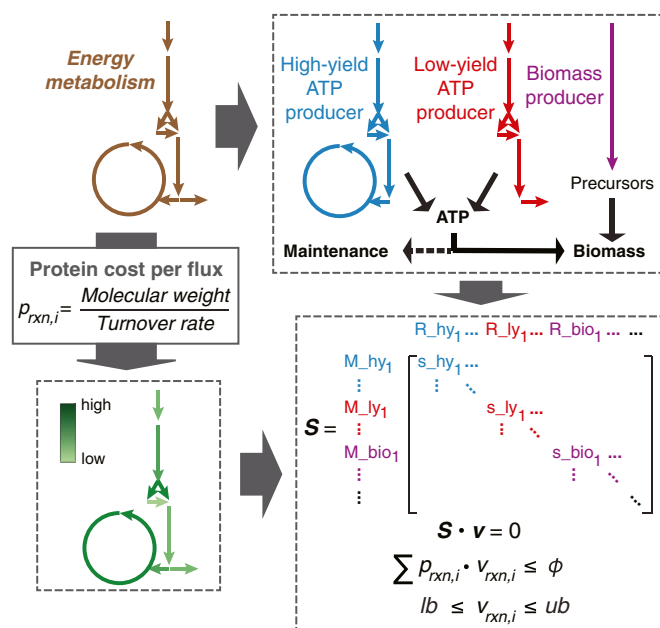 Energy
metabolism
High-yield
ATP
producer
Low-yield
ATP
producer
Biomass
producer
Precursors
ATP
Maintenance
Biomass
Protein cost per flux
p_rxn,i = Molecular weight / Turnover rate
high
low
R_hy₁ ... R_ly₁ ... R_bio₁ ... ...
M_hy₁ s_hy₁ ...
⋮ ⋮ ⋱
M_ly₁ s_ly₁ ...
S =
⋮ ⋮ ⋱
M_bio₁ s_bio₁ ...
⋮ ⋮ ⋱
⋮ ⋱
S · v = 0
∑ p_rxn,i · v_rxn,i ≤ ϕ
lb ≤ v_rxn,i ≤ ub